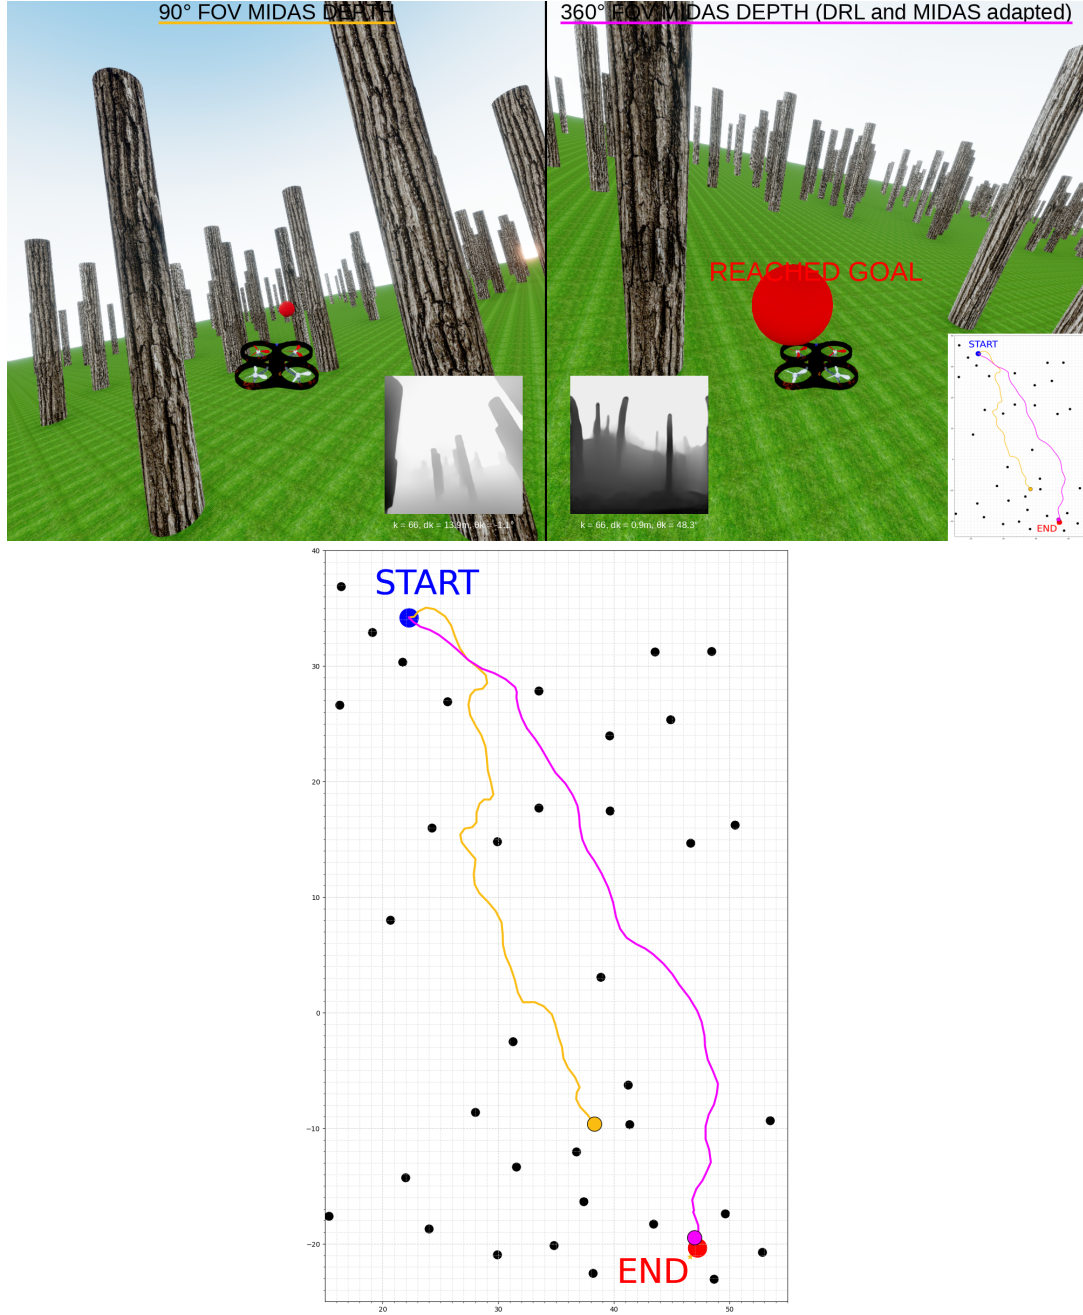 90° FOV MIDAS DEPTH
360° FOV MIDAS DEPTH (DRL and MIDAS adapted)
REACHED GOAL
START
END
k = 66, dk = 13.9m, θk = -1.1°
k = 66, dk = 0.9m, θk = 48.3°
40
START
30
20
10
0
−10
−20
END
20
30
40
50